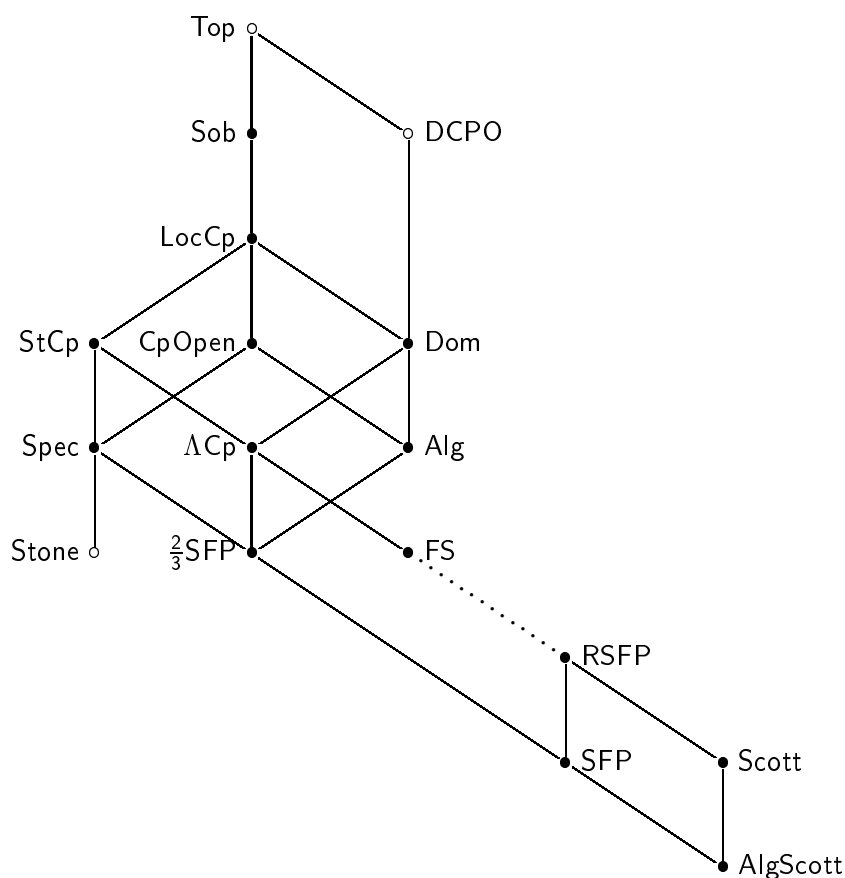 Top
Sob DCPO
LocCp
StCp CpOpen Dom
Spec ΛCp Alg
Stone 2/3SFP FS
RSFP
SFP Scott
AlgScott